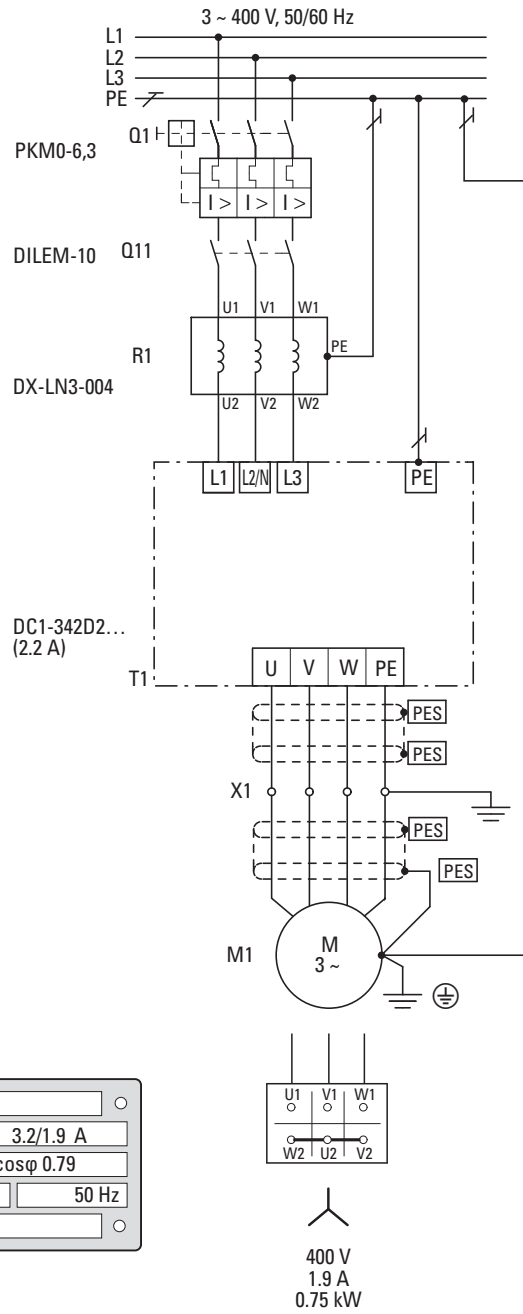 3 ~ 400 V, 50/60 Hz
L1
L2
L3
PE
Q1
PKM0-6,3
I > I > I >
DILEM-10 Q11
U1 V1 W1
R1 PE
DX-LN3-004
U2 V2 W2
L1 L2/N L3 PE
DC1-342D2…
(2.2 A)
T1
U V W PE
PES
PES
X1
PES
PES
M1
M
3 ~
U1 V1 W1
W2 U2 V2
3.2/1.9 A
cosφ 0.79
50 Hz
400 V
1.9 A
0.75 kW